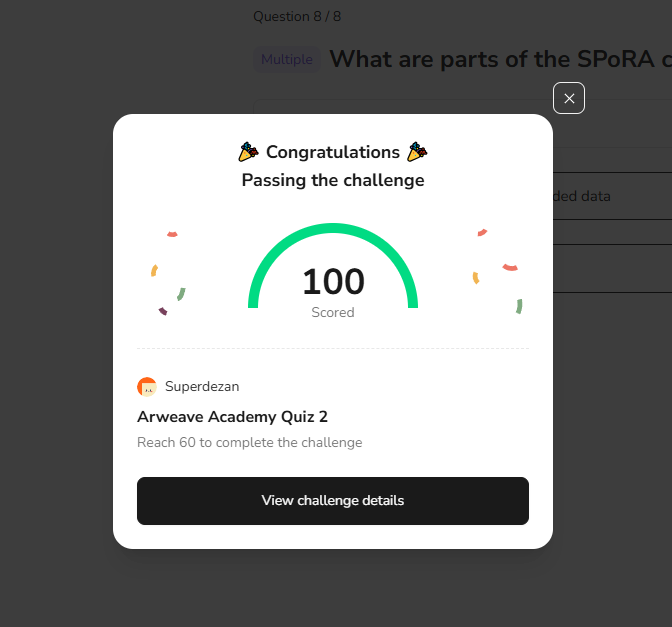 Question 8 / 8
Multiple
What are parts of the SPoRA
Congratulations
Passing the challenge
ded data
100
Scored
Superdezan
Arweave Academy Quiz 2
Reach 60 to complete the challenge
View challenge details